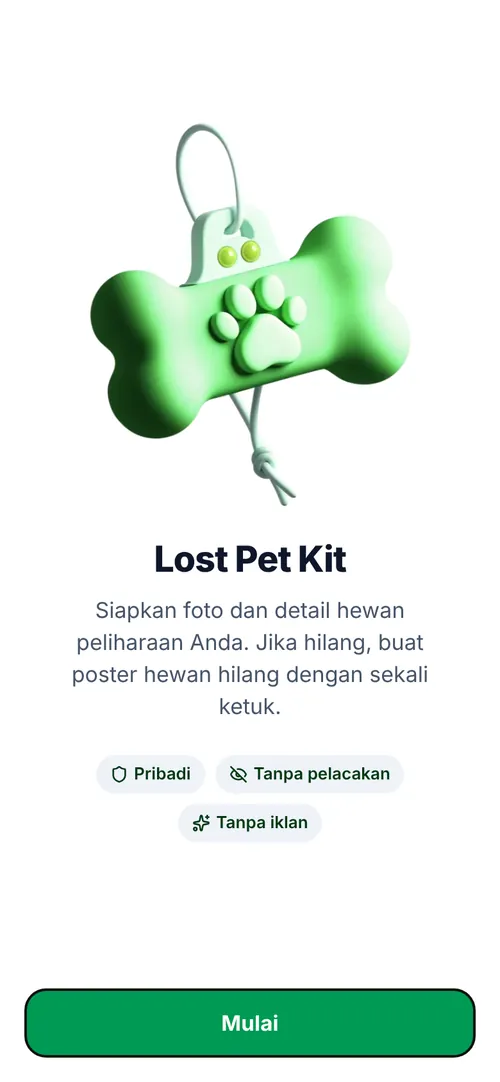 Lost Pet Kit
Siapkan foto dan detail hewan
peliharaan Anda. Jika hilang, buat
poster hewan hilang dengan sekali
ketuk.
Pribadi
Tanpa pelacakan
Tanpa iklan
Mulai